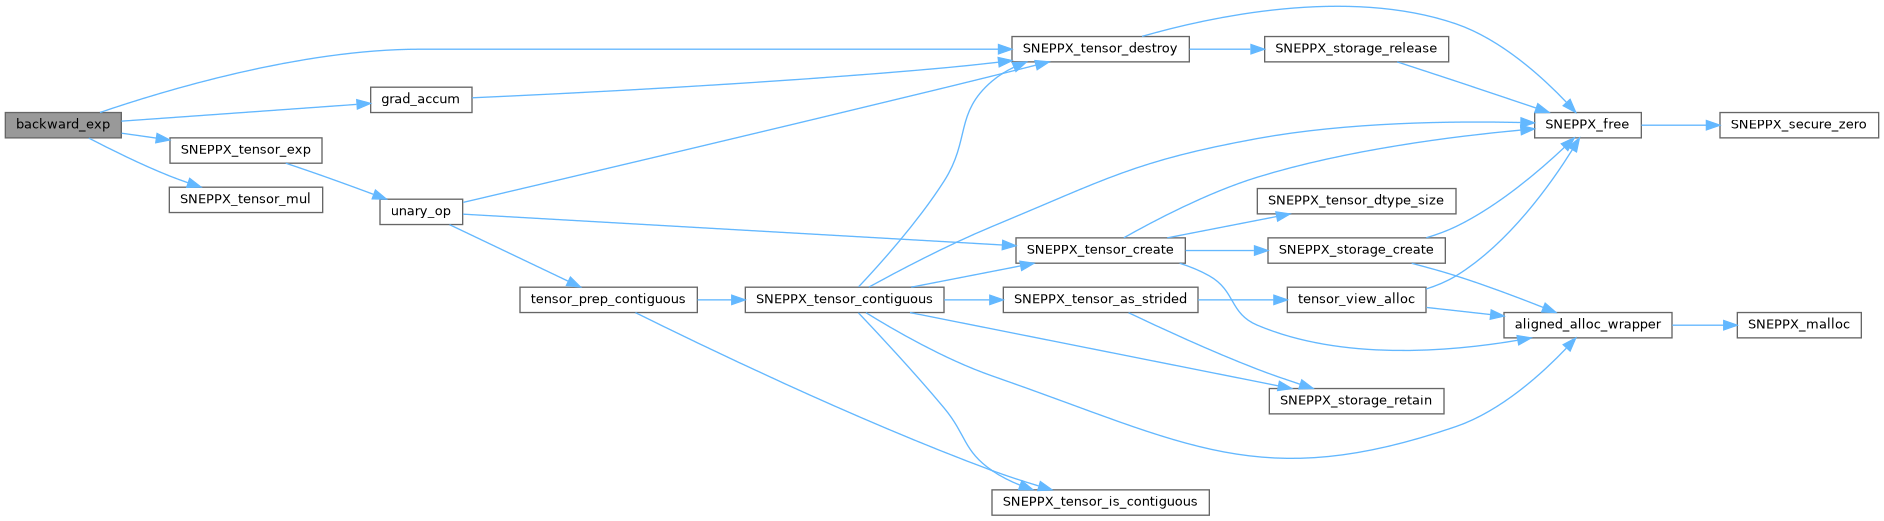 backward_exp
grad_accum
SNEPPX_tensor_exp
SNEPPX_tensor_mul
unary_op
tensor_prep_contiguous
SNEPPX_tensor_contiguous
SNEPPX_tensor_destroy
SNEPPX_tensor_create
SNEPPX_tensor_as_strided
SNEPPX_tensor_is_contiguous
SNEPPX_storage_release
SNEPPX_tensor_dtype_size
SNEPPX_storage_create
tensor_view_alloc
SNEPPX_storage_retain
SNEPPX_free
aligned_alloc_wrapper
SNEPPX_secure_zero
SNEPPX_malloc